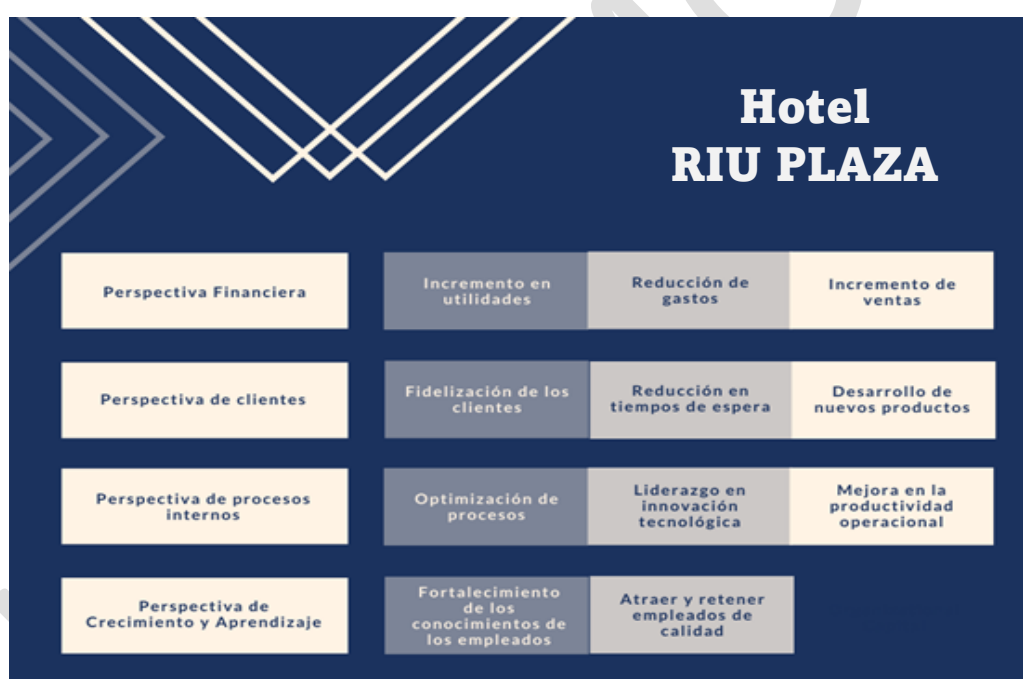 Hotel
RIU PLAZA
Perspectiva Financiera
Incremento en
utilidades
Reducción de
gastos
Incremento de
ventas
Perspectiva de clientes
Fidelización de los
clientes
Reducción en
tiempos de espera
Desarrollo de
nuevos productos
Perspectiva de procesos
internos
Optimización de
procesos
Liderazgo en
innovación
tecnológica
Mejora en la
productividad
operacional
Perspectiva de
Crecimiento y Aprendizaje
Fortalecimiento
de los
conocimientos de
los empleados
Atraer y retener
empleados de
calidad